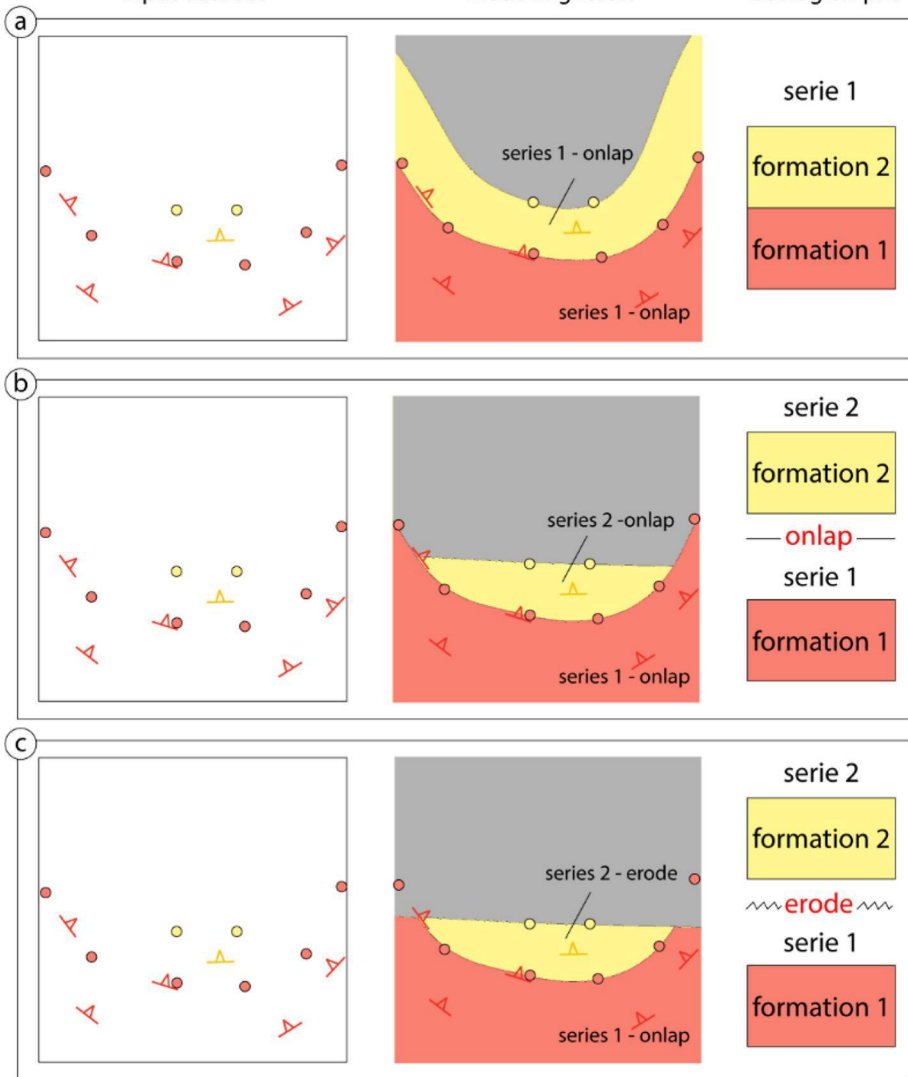 a
series 1 - onlap
series 1 - onlap
serie 1
formation 2
formation 1
b
series 2 -onlap
series 1 - onlap
serie 2
formation 2
onlap
serie 1
formation 1
c
series 2 - erode
series 1 - onlap
serie 2
formation 2
erode
serie 1
formation 1